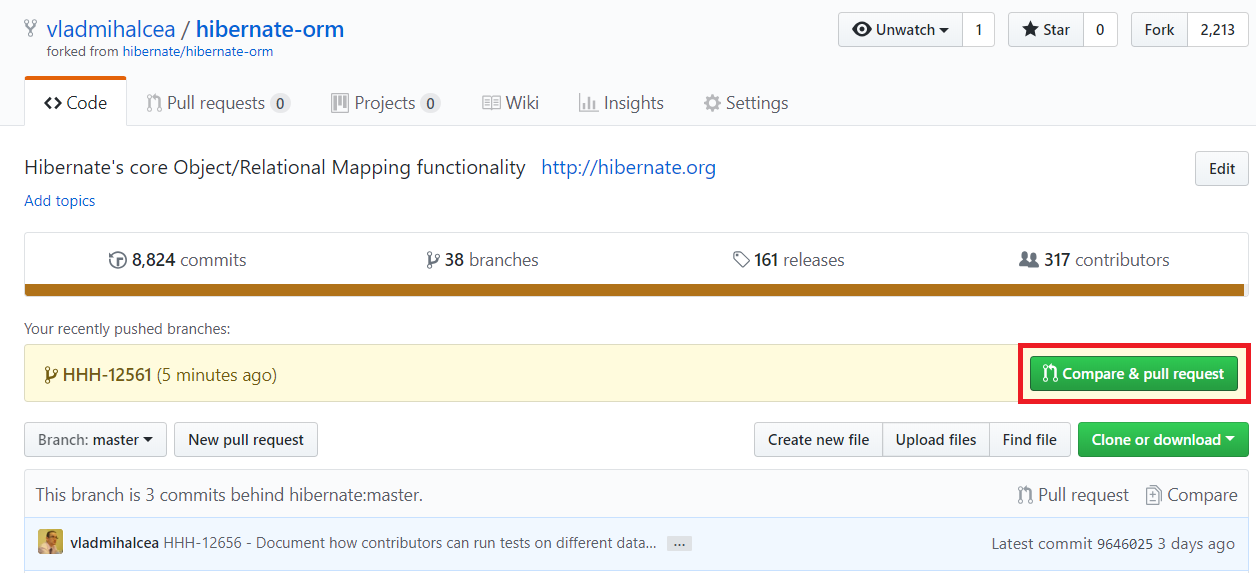 vladmihalcea / hibernate-orm
Unwatch 1 Star 0 Fork 2,213
forked from hibernate/hibernate-orm
Code Pull requests 0 Projects 0 Wiki Insights Settings
Hibernate's core Object/Relational Mapping functionality http://hibernate.org Edit
Add topics
8,824 commits 38 branches 161 releases 317 contributors
Your recently pushed branches:
HHH-12561 (5 minutes ago) Compare & pull request
Branch: master New pull request Create new file Upload files Find file Clone or download
This branch is 3 commits behind hibernate:master. Pull request Compare
vladmihalcea HHH-12656 - Document how contributors can run tests on different data... ... Latest commit 9646025 3 days ago